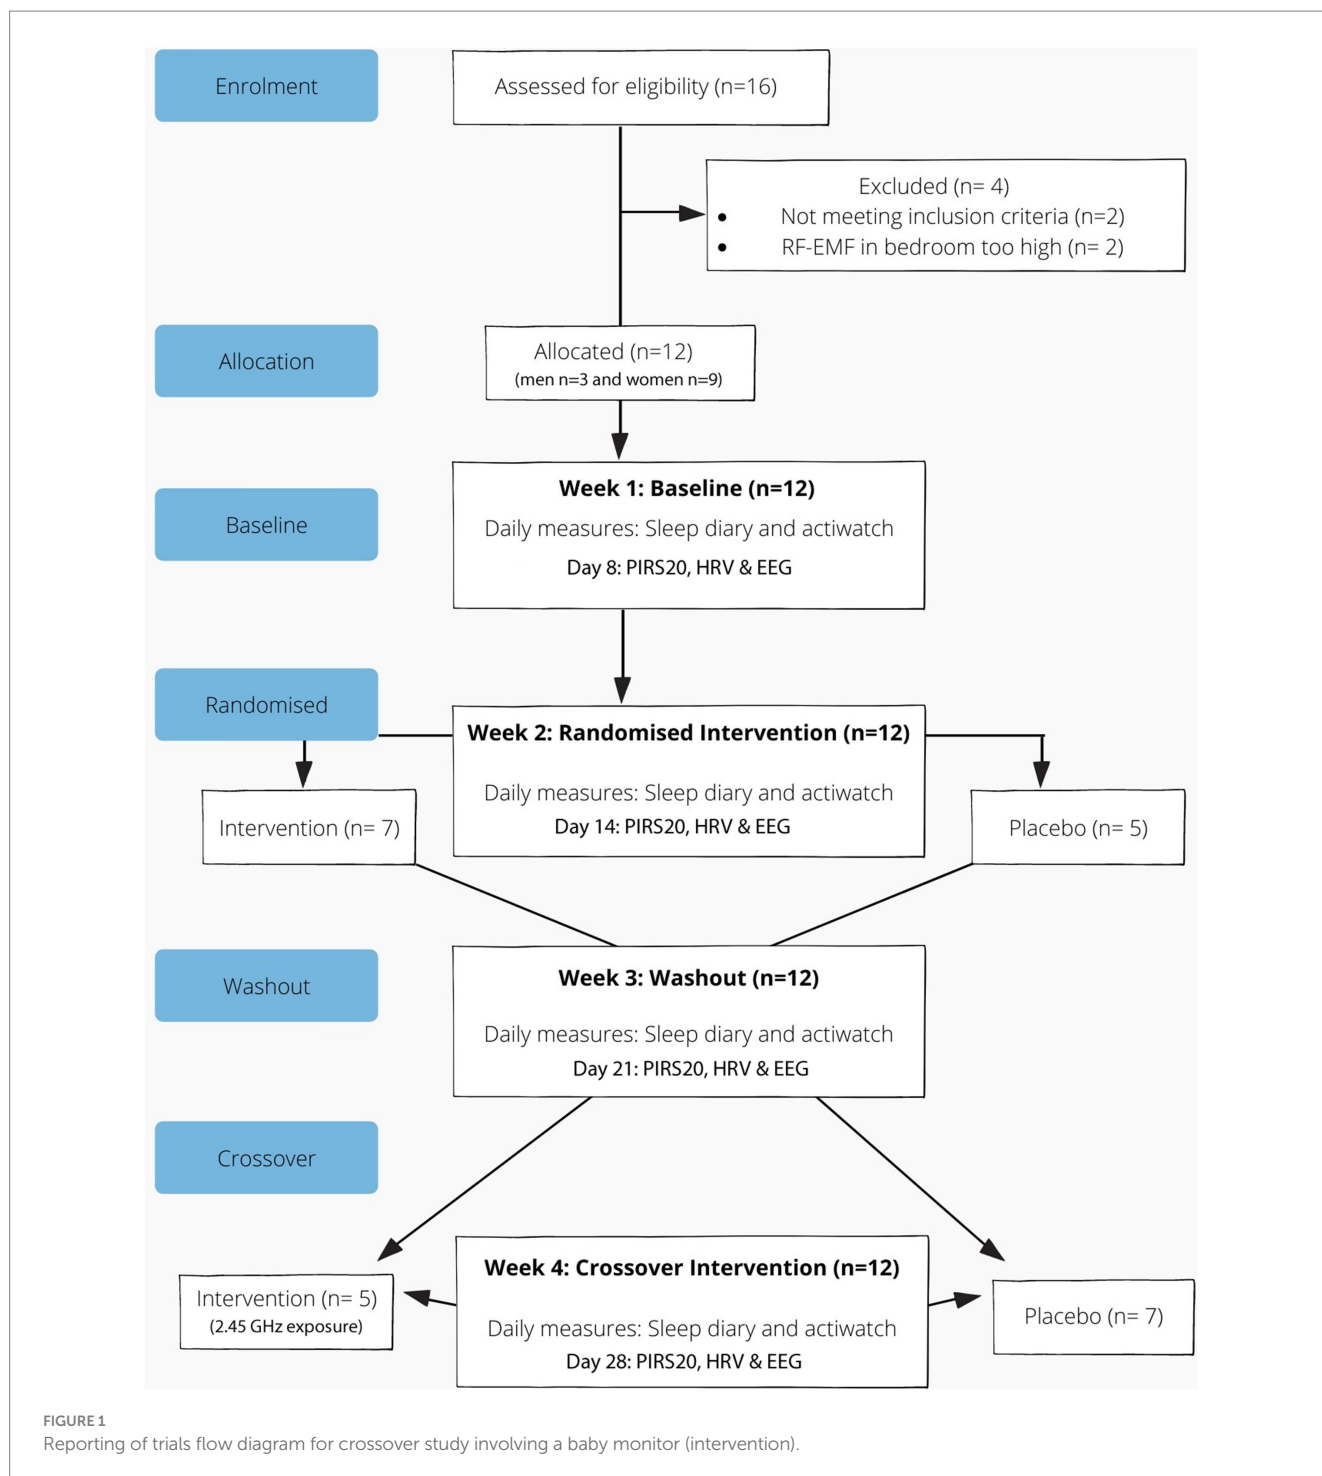 Enrolment
Assessed for eligibility (n=16)
Excluded (n= 4)
• Not meeting inclusion criteria (n=2)
• RF-EMF in bedroom too high (n= 2)
Allocation
Allocated (n=12)
(men n=3 and women n=9)
Baseline
Week 1: Baseline (n=12)
Daily measures: Sleep diary and actiwatch
Day 8: PIRS20, HRV & EEG
Randomised
Week 2: Randomised Intervention (n=12)
Daily measures: Sleep diary and actiwatch
Day 14: PIRS20, HRV & EEG
Intervention (n= 7)
Placebo (n= 5)
Washout
Week 3: Washout (n=12)
Daily measures: Sleep diary and actiwatch
Day 21: PIRS20, HRV & EEG
Crossover
Week 4: Crossover Intervention (n=12)
Daily measures: Sleep diary and actiwatch
Day 28: PIRS20, HRV & EEG
Intervention (n= 5)
(2.45 GHz exposure)
Placebo (n= 7)
FIGURE 1
Reporting of trials flow diagram for crossover study involving a baby monitor (intervention).